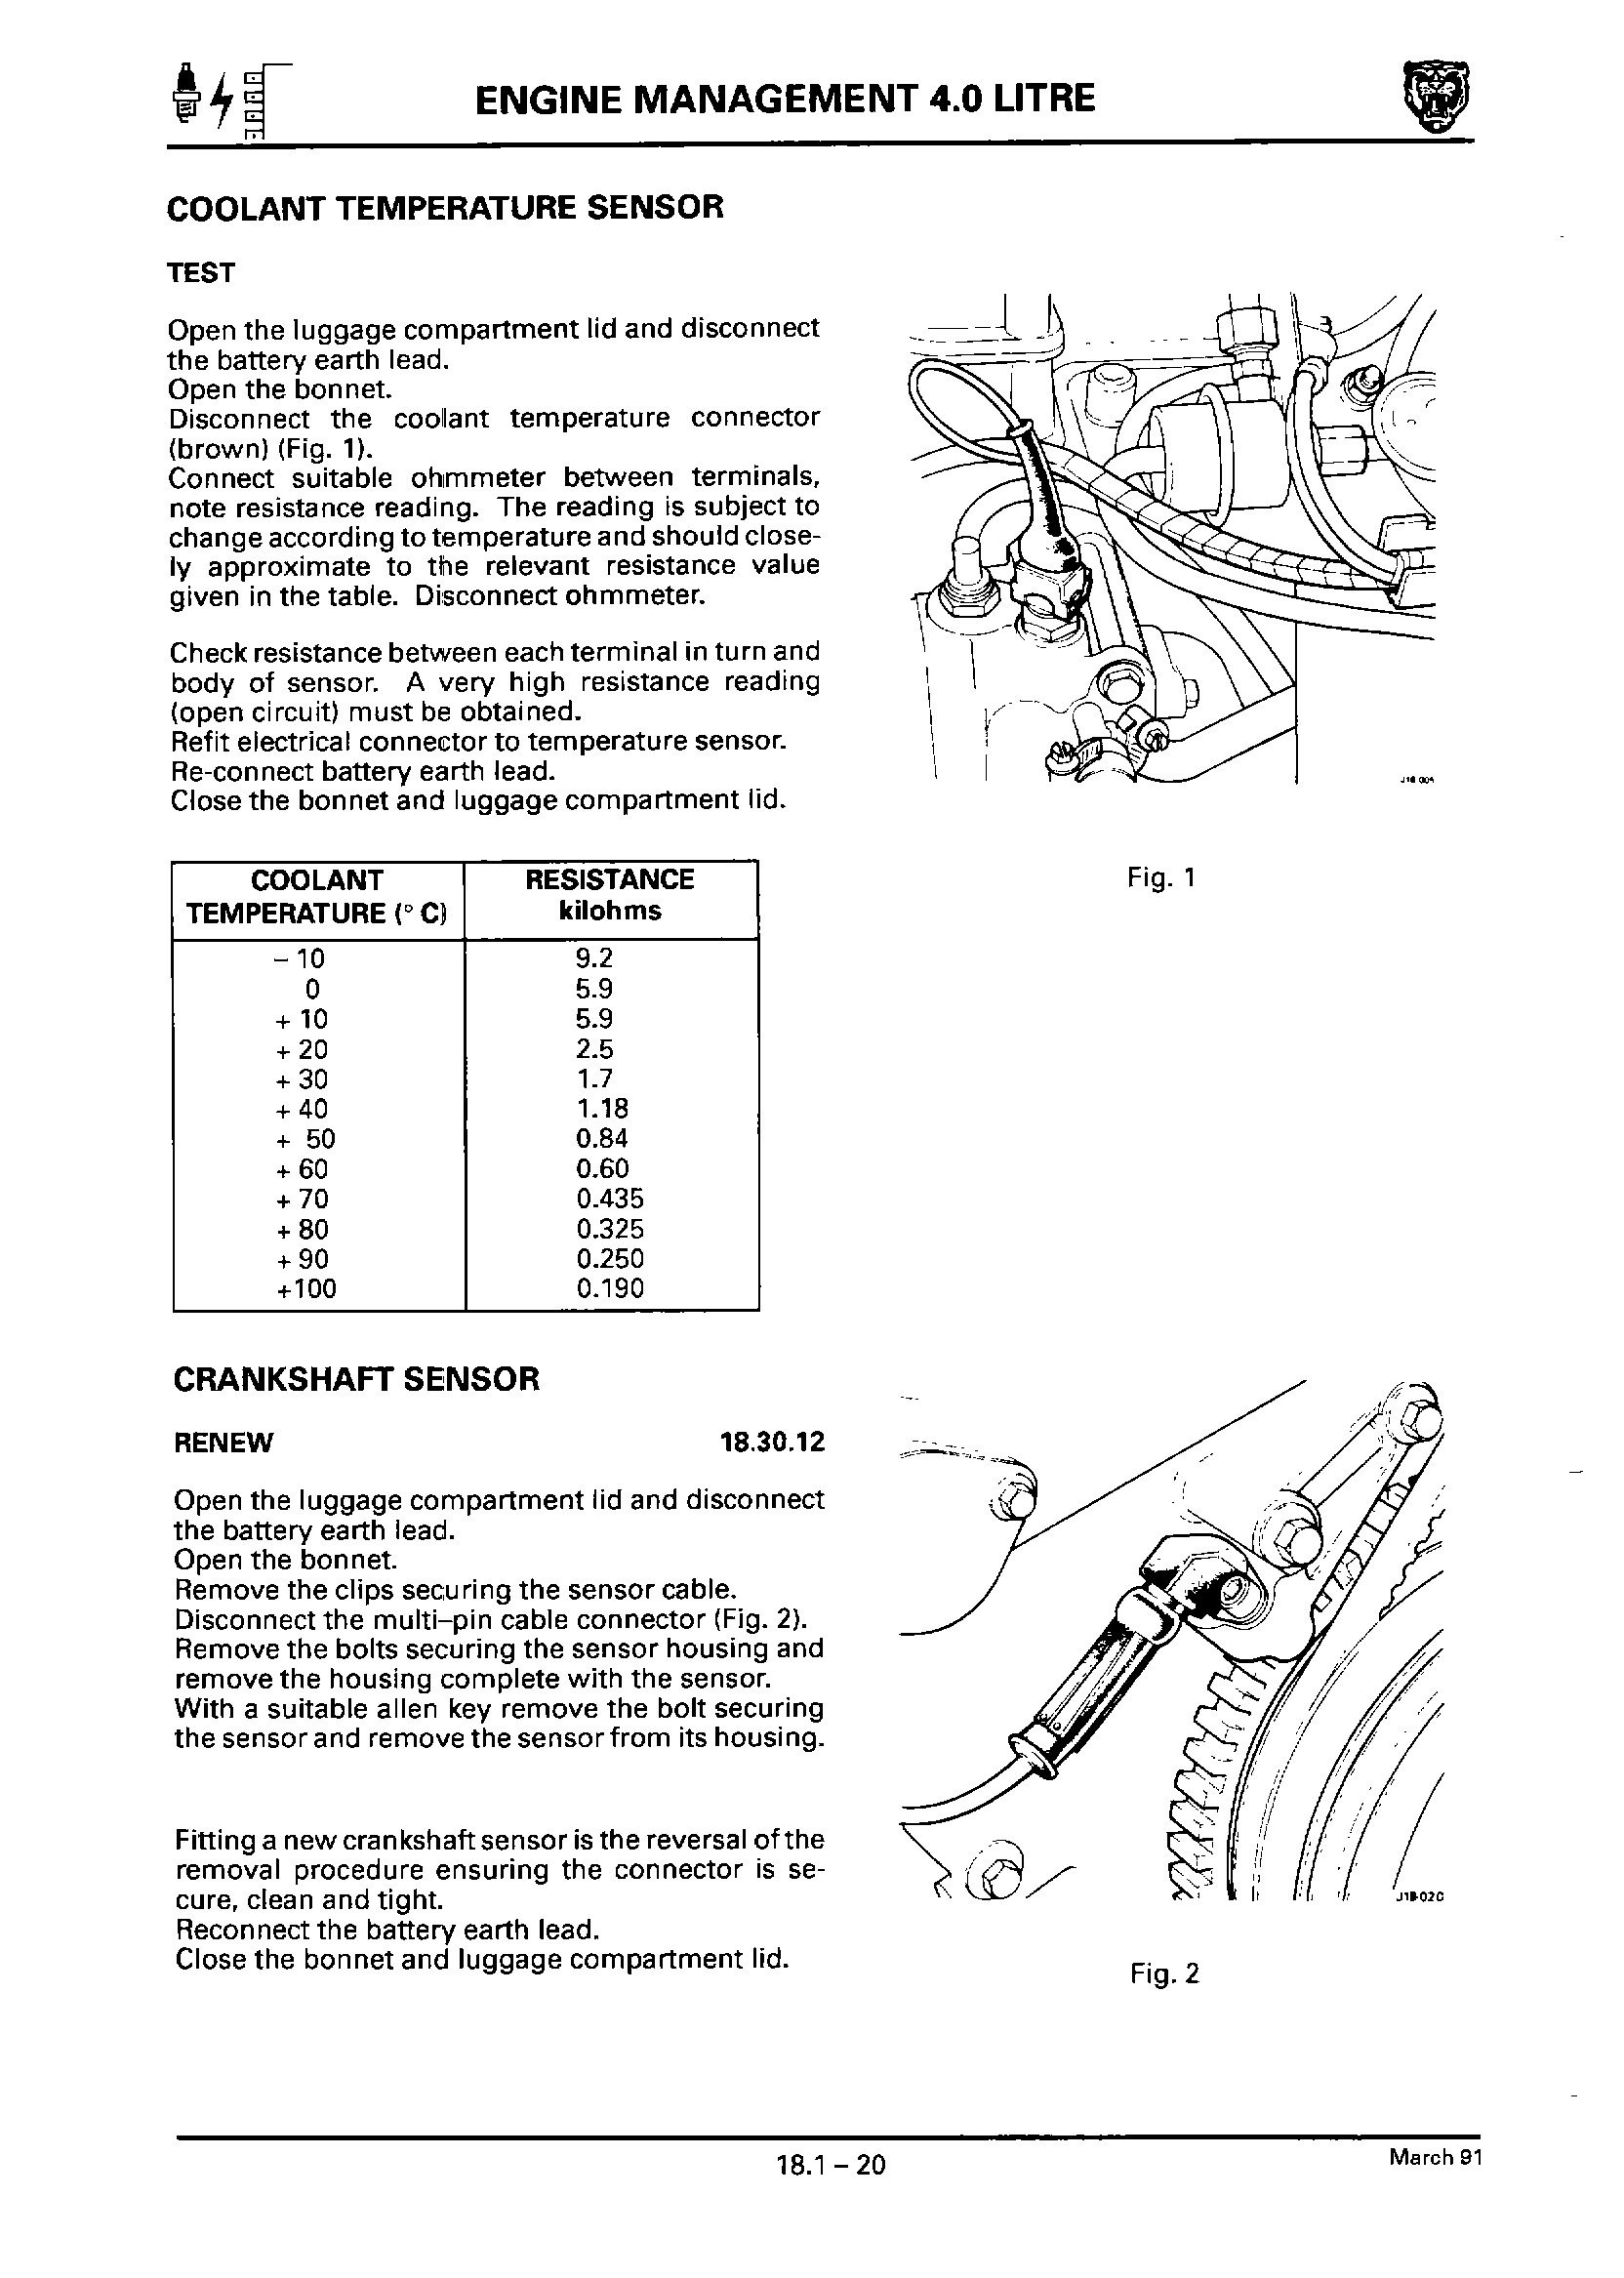 ENGINE MANAGEMENT 4.0 LITRE
COOLANT TEMPERATURE SENSOR
TEST
Open the luggage compartment lid and disconnect
the battery earth lead.
Open the bonnet.
Disconnect the coolant temperature connector
(brown) (Fig. 1).
Connect suitable ohmmeter between terminals,
note resistance reading. The reading is subject to
change according to temperature and should close-
ly approximate to the relevant resistance value
given in the table. Disconnect ohmmeter.
Check resistance between each terminal in turn and
body of sensor. A very high resistance reading
(open circuit) must be obtained.
Refit electrical connector to temperature sensor.
Re-connect battery earth lead.
Close the bonnet and luggage compartment lid.
Fig. 1
COOLANT RESISTANCE
TEMPERATURE (° C) kilohms
– 10 9.2
0 5.9
+ 10 5.9
+ 20 2.5
+ 30 1.7
+ 40 1.18
+ 50 0.84
+ 60 0.60
+ 70 0.435
+ 80 0.325
+ 90 0.250
+100 0.190
CRANKSHAFT SENSOR
RENEW 18.30.12
Open the luggage compartment lid and disconnect
the battery earth lead.
Open the bonnet.
Remove the clips securing the sensor cable.
Disconnect the multi–pin cable connector (Fig. 2).
Remove the bolts securing the sensor housing and
remove the housing complete with the sensor.
With a suitable allen key remove the bolt securing
the sensor and remove the sensor from its housing.
Fitting a new crankshaft sensor is the reversal of the
removal procedure ensuring the connector is se-
cure, clean and tight.
Reconnect the battery earth lead.
Close the bonnet and luggage compartment lid.
Fig. 2
18.1 – 20
March 91